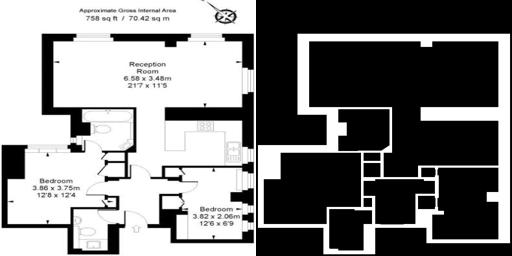 Approximate Gross Internal Area
758 sq ft / 70.42 sq m
Reception
Room
6.58 x 3.48m
21'7 x 11'5
Bedroom
3.86 x 3.75m
12'8 x 12'4
Bedroom
3.82 x 2.06m
12'6 x 6'9